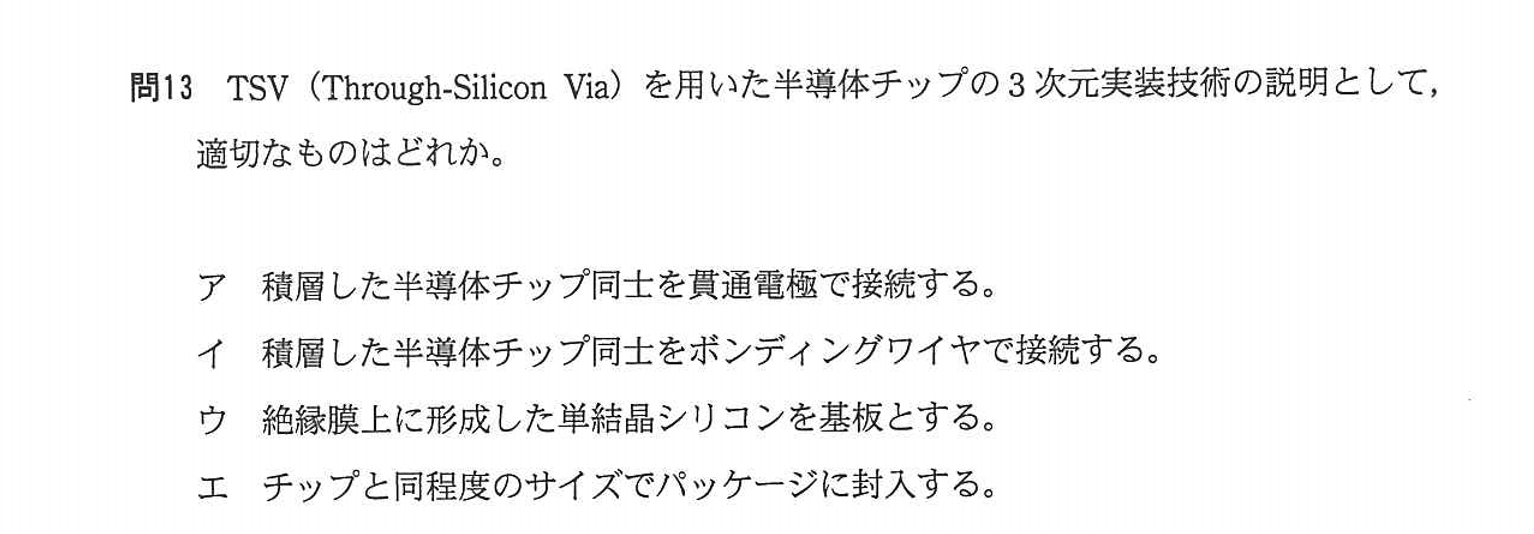 問13 TSV（Through-Silicon Via）を用いた半導体チップの3次元実装技術の説明として，
適切なものはどれか。
ア 積層した半導体チップ同士を貫通電極で接続する。
イ 積層した半導体チップ同士をボンディングワイヤで接続する。
ウ 絶縁膜上に形成した単結晶シリコンを基板とする。
エ チップと同程度のサイズでパッケージに封入する。